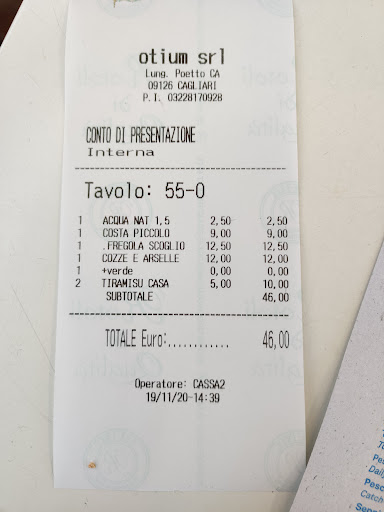 otium srl
Lung. Poetto CA
09126 CAGLIARI
P.I. 03228170928
CONTO DI PRESENTAZIONE
Interna
Tavolo: 55-0
1 ACQUA NAT 1,5 2,50 2,50
1 COSTA PICCOLO 9,00 9,00
1 .FREGOLA SCOGLIO 12,50 12,50
1 COZZE E ARSELLE 12,00 12,00
1 +verde 0,00 0,00
2 TIRAMISU CASA 5,00 10,00
SUBTOTALE 46,00
TOTALE Euro:............ 46,00
Operatore: CASSA2
19/11/20-14:39
Pesc
Catch